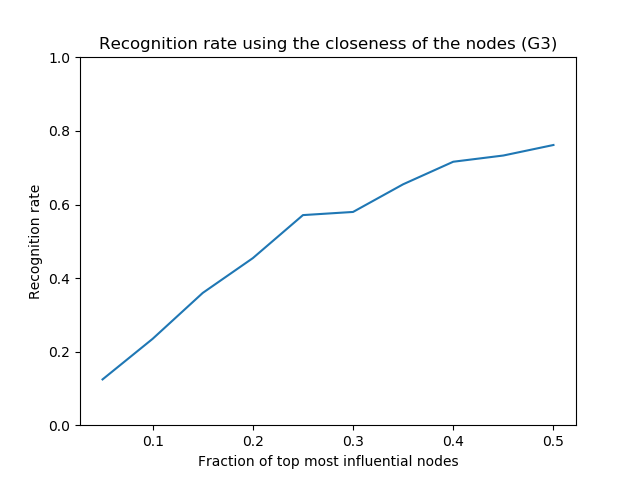 Recognition rate using the closeness of the nodes (G3)
1.0
0.8
0.6
0.4
0.2
0.0
Recognition rate
0.1 0.2 0.3 0.4 0.5
Fraction of top most influential nodes